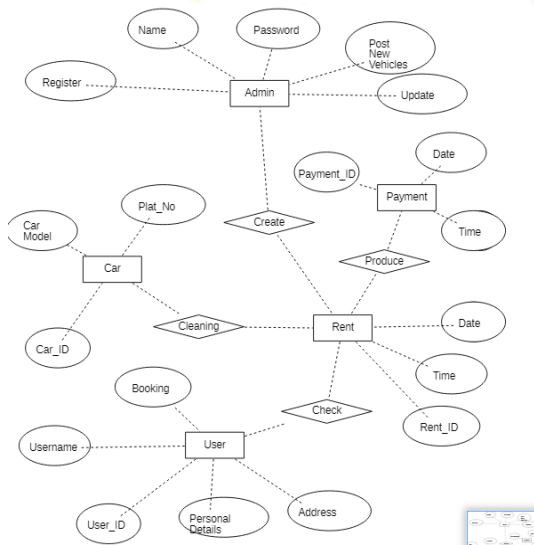 Name
Password
Post
New
Vehicles
Register
Admin
Update
Date
Payment_ID
Payment
Plat_No
Car
Model
Create
Time
Car
Produce
Cleaning
Rent
Date
Car_ID
Time
Booking
Check
Rent_ID
Username
User
Address
User_ID
Personal
Details